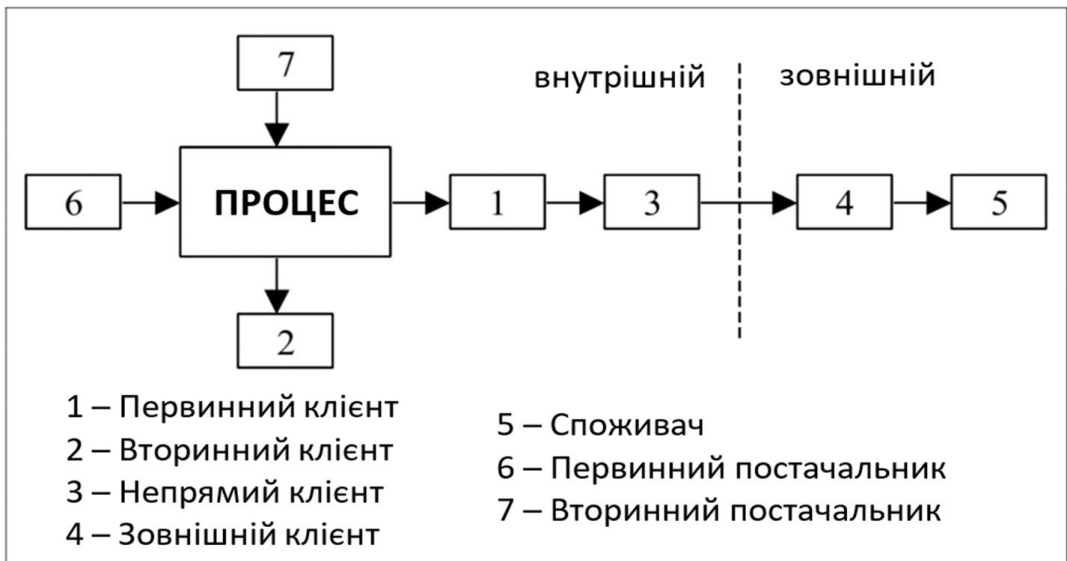 7
внутрішній зовнішній
6 ПРОЦЕС 1 3 4 5
2
1 – Первинний клієнт
2 – Вторинний клієнт
3 – Непрямий клієнт
4 – Зовнішній клієнт
5 – Споживач
6 – Первинний постачальник
7 – Вторинний постачальник